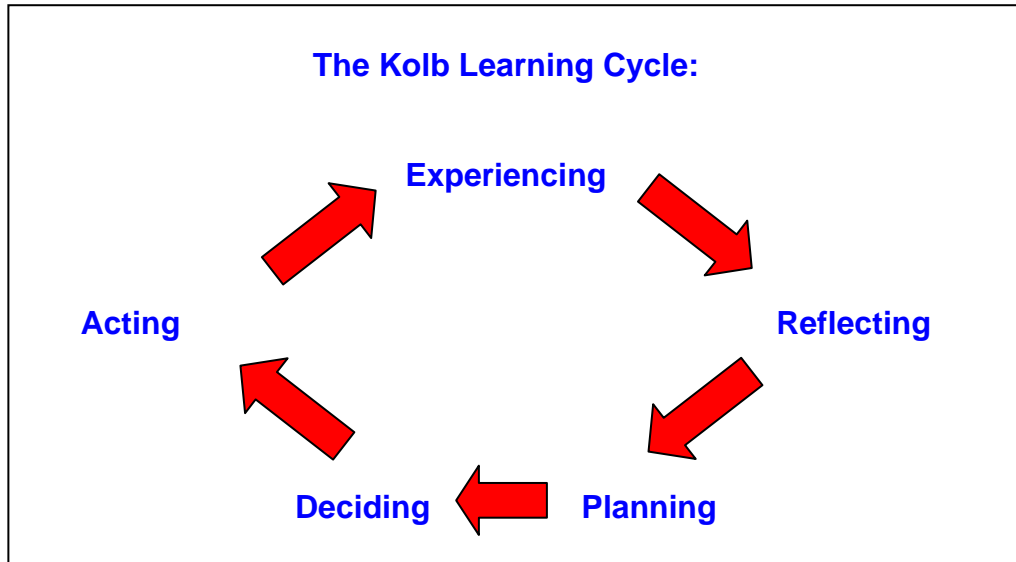 The Kolb Learning Cycle:
Experiencing
Acting
Reflecting
Deciding
Planning